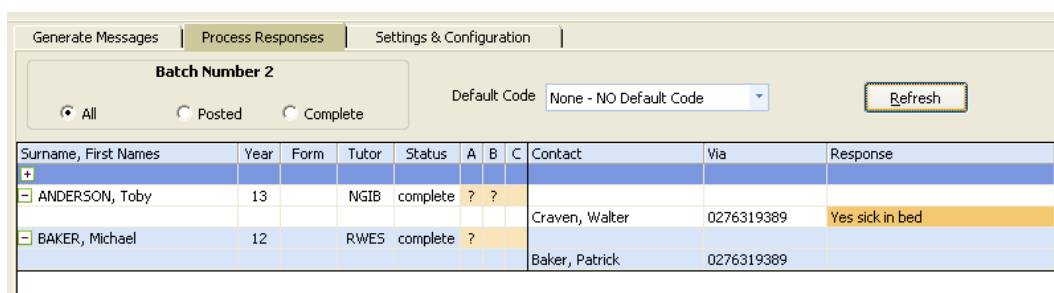 Generate Messages Process Responses Settings & Configuration
Batch Number 2
All Posted Complete
Default Code None - NO Default Code Refresh
Surname, First Names Year Form Tutor Status A B C Contact Via Response
ANDERSON, Toby 13 NGIB complete ? ?
Craven, Walter 0276319389 Yes sick in bed
BAKER, Michael 12 RWES complete ?
Baker, Patrick 0276319389